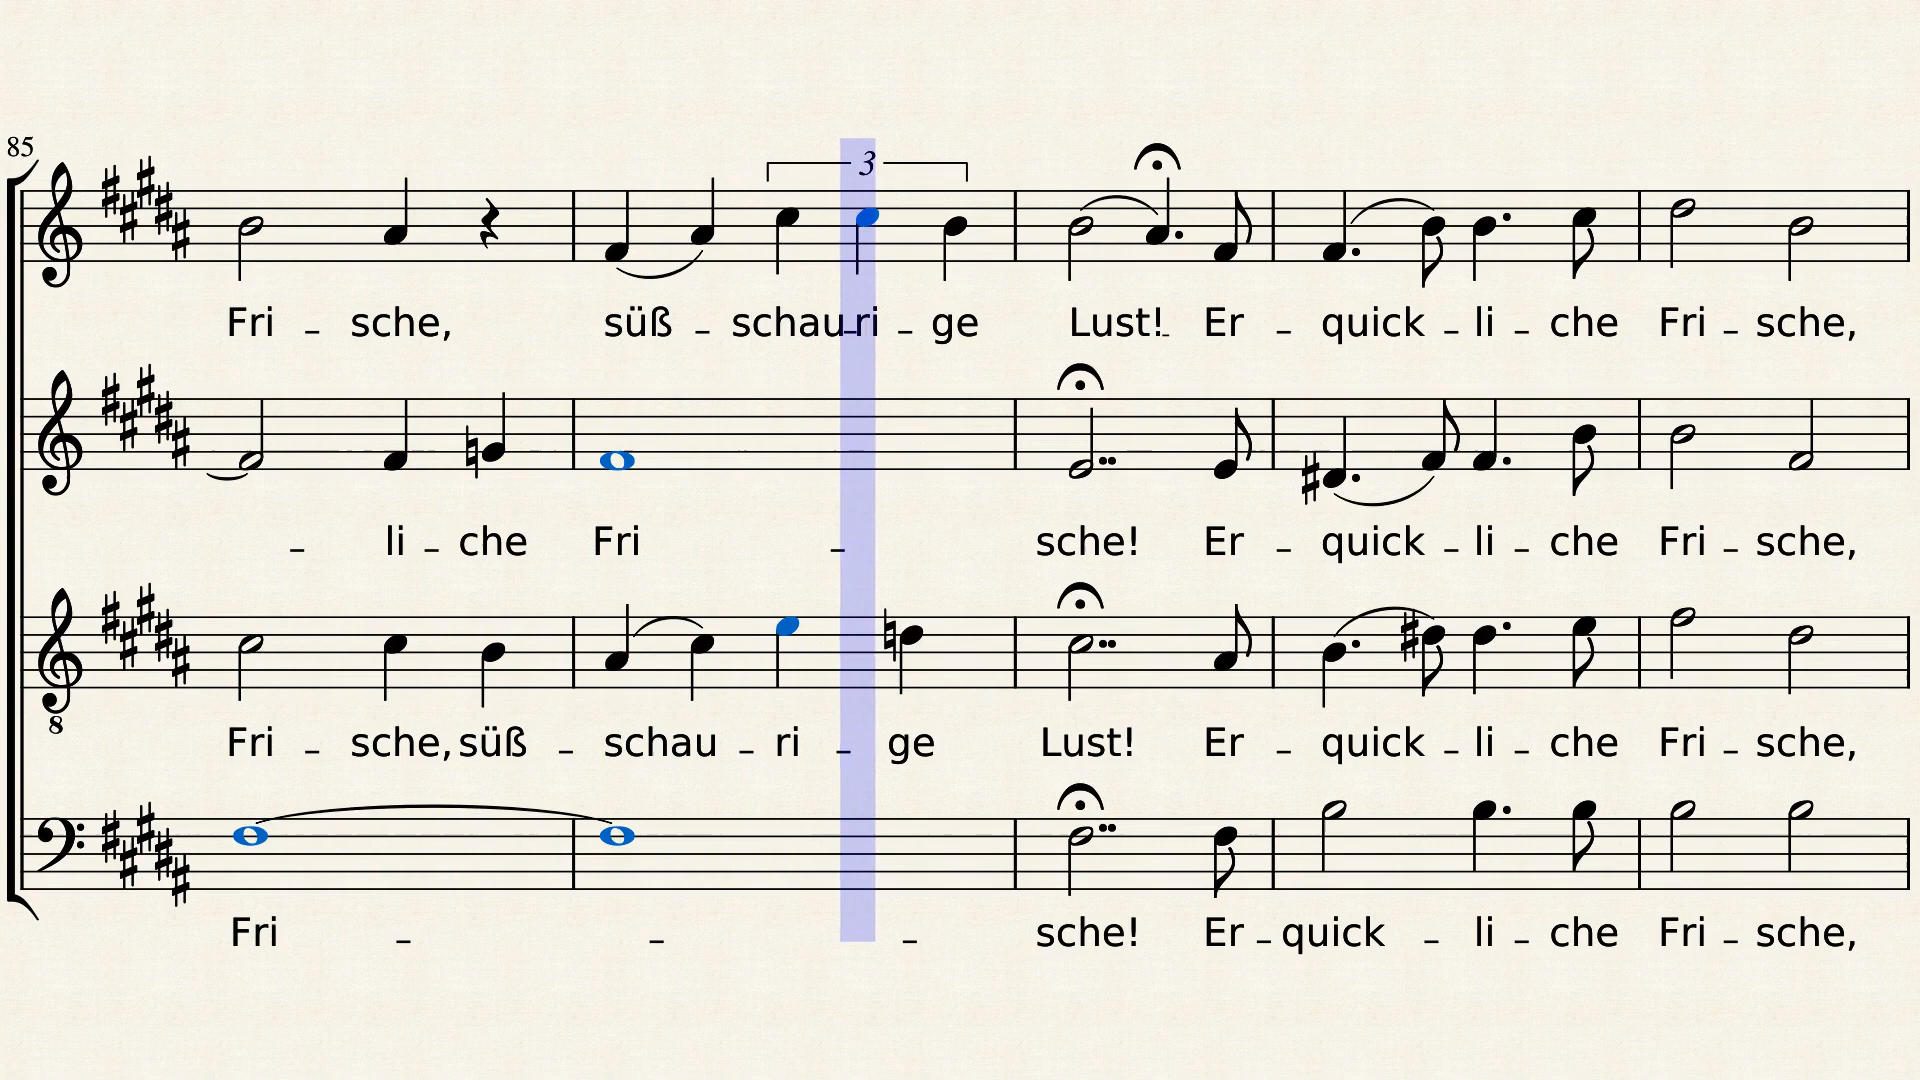 85
3
Fri - sche, süß - schau - ri - ge Lust! Er - quick - li - che Fri - sche,
- li - che Fri - sche! Er - quick - li - che Fri - sche,
Fri - sche, süß - schau - ri - ge Lust! Er - quick - li - che Fri - sche,
8
Fri - - - sche! Er - quick - li - che Fri - sche,